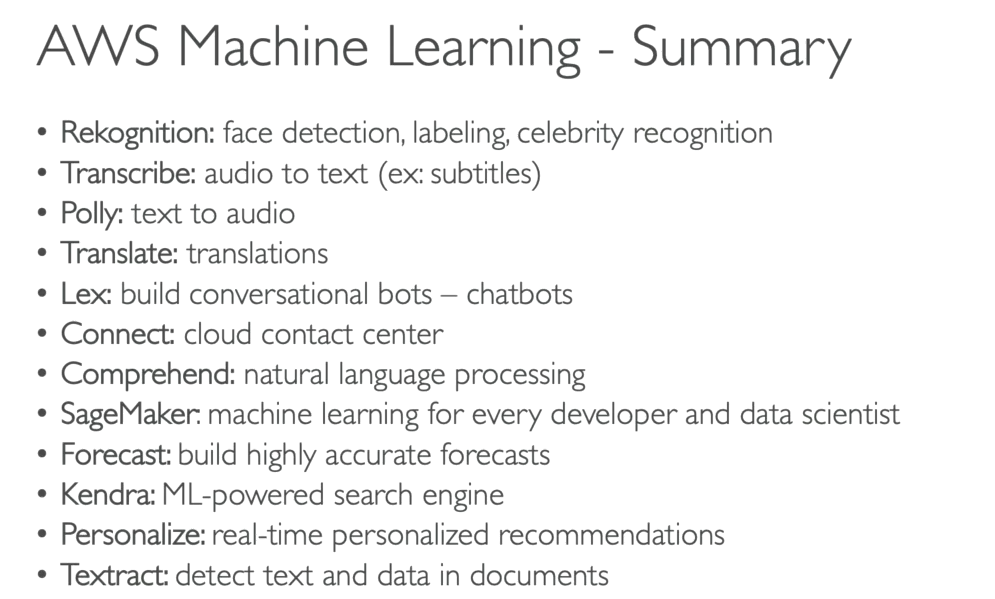 AWS Machine Learning - Summary
• Rekognition: face detection, labeling, celebrity recognition
• Transcribe: audio to text (ex: subtitles)
• Polly: text to audio
• Translate: translations
• Lex: build conversational bots – chatbots
• Connect: cloud contact center
• Comprehend: natural language processing
• SageMaker: machine learning for every developer and data scientist
• Forecast: build highly accurate forecasts
• Kendra: ML-powered search engine
• Personalize: real-time personalized recommendations
• Textract: detect text and data in documents